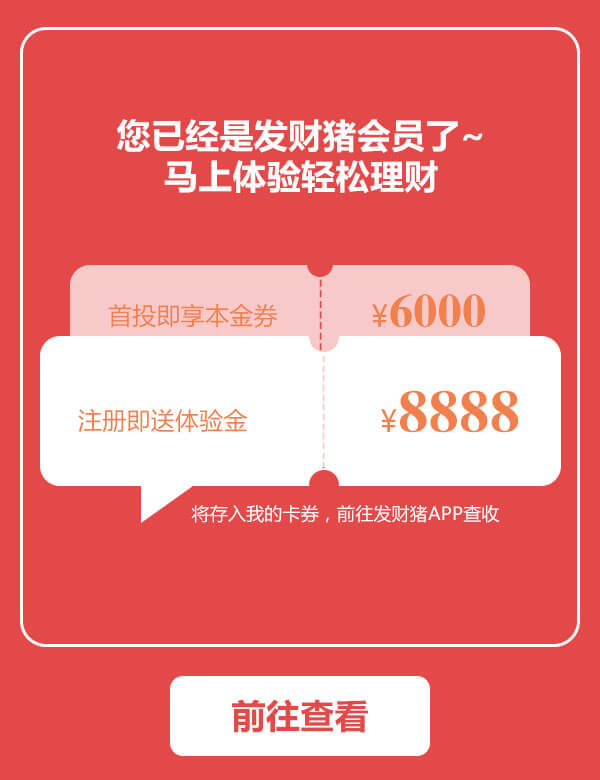 您已经是发财猪会员了~
马上体验轻松理财
首投即享本金券 ¥6000
注册即送体验金 ¥8888
将存入我的卡券，前往发财猪APP查收
前往查看